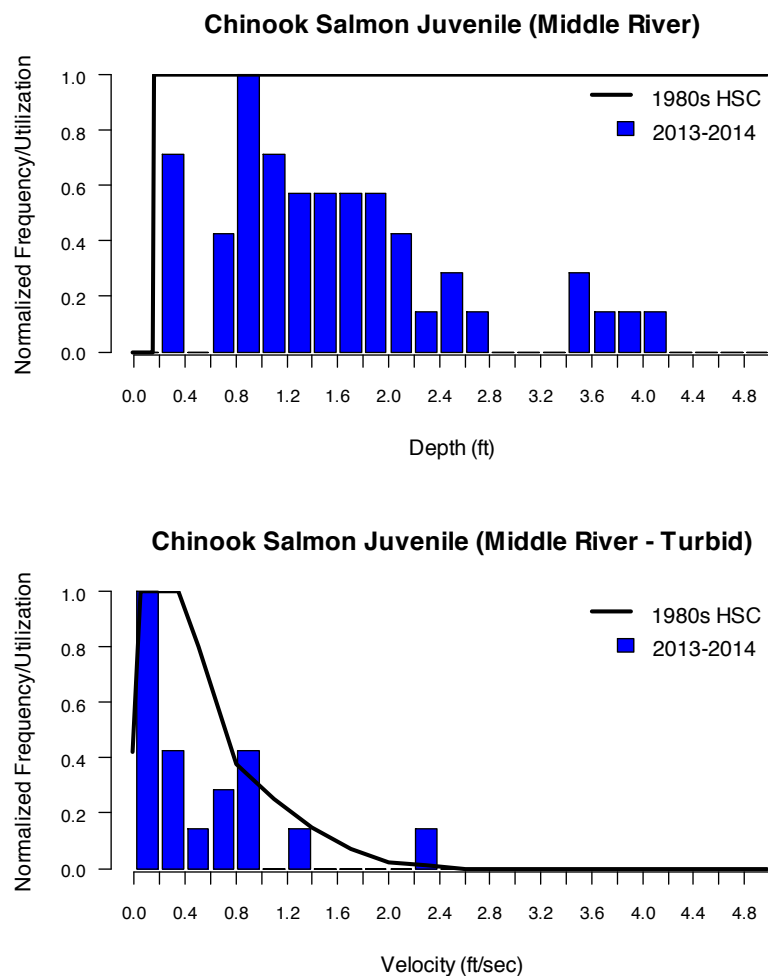 Chinook Salmon Juvenile (Middle River)
Normalized Frequency/Utilization
1.0
0.8
0.6
0.4
0.2
0.0
1980s HSC
2013-2014
0.0 0.4 0.8 1.2 1.6 2.0 2.4 2.8 3.2 3.6 4.0 4.4 4.8
Depth (ft)
Chinook Salmon Juvenile (Middle River - Turbid)
Normalized Frequency/Utilization
1.0
0.8
0.6
0.4
0.2
0.0
1980s HSC
2013-2014
0.0 0.4 0.8 1.2 1.6 2.0 2.4 2.8 3.2 3.6 4.0 4.4 4.8
Velocity (ft/sec)